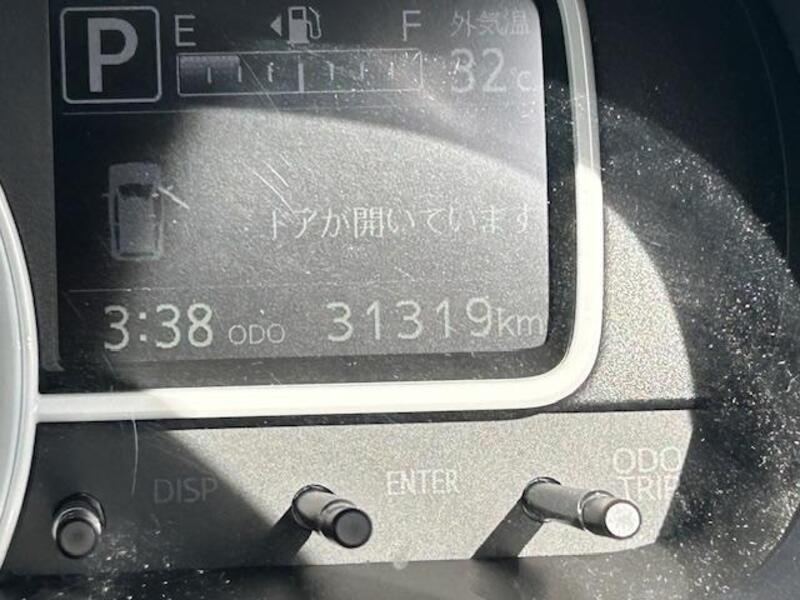 P E F 外気温
32℃
ドアが開いています
3:38 ODO 31319km
DISP ENTER ODO
TRIP